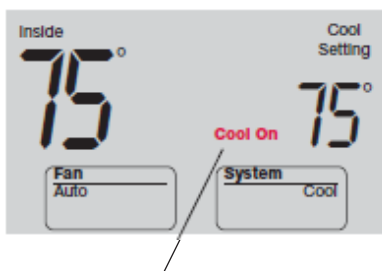 Inside
75°
Cool
Setting
75°
Cool On
Fan
Auto
System
Cool